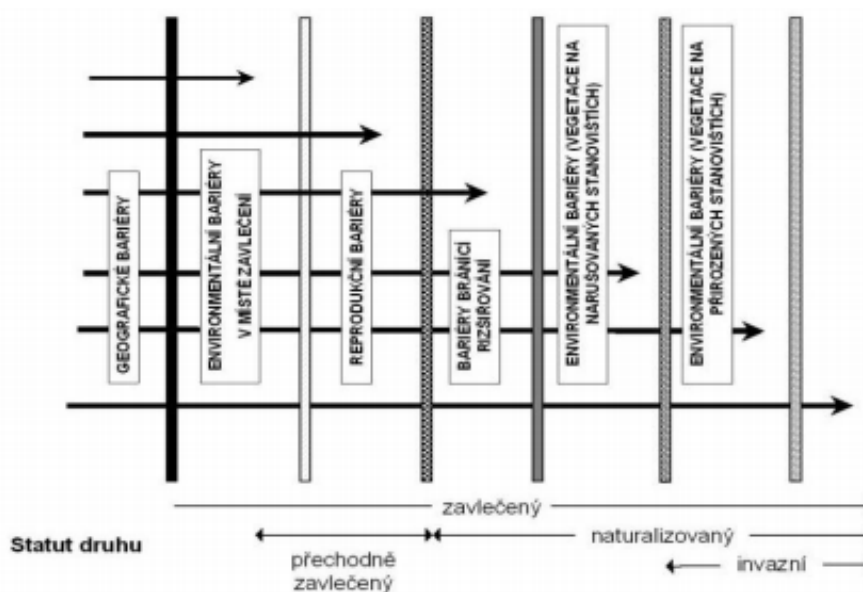 GEOGRAFICKÉ BARIÉRY
ENVIRONMENTÁLNÍ BARIÉRY
V MÍSTĚ ZAVLEČENÍ
REPRODUKČNÍ BARIÉRY
BARIÉRY BRÁNÍCÍ
RIZŠIŘOVÁNÍ
ENVIRONMENTÁLNÍ BARIÉRY (VEGETACE NA
NARUŠOVANÝCH STANOVIŠTÍCH)
ENVIRONMENTÁLNÍ BARIÉRY (VEGETACE NA
PŘIROZENÝCH STANOVIŠTÍCH)
zavlečený
Statut druhu
naturalizovaný
přechodně
zavlečený
invazní